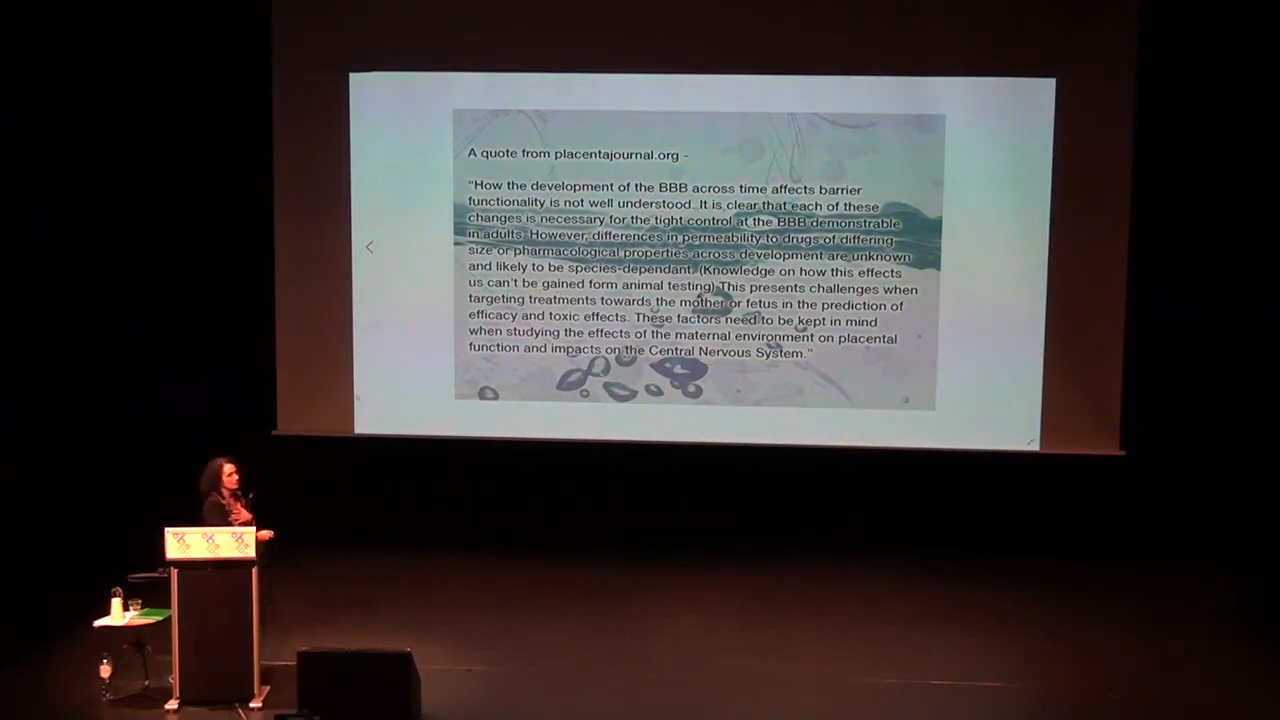 A quote from placentajournal.org -
"How the development of the BBB across time affects barrier
functionality is not well understood. It is clear that each of these
changes is necessary for the tight control at the BBB demonstrable
in adults. However, differences in permeability to drugs of differing
size or pharmacological properties across development are unknown
and likely to be species-dependant. (Knowledge on how this effects
us can't be gained form animal testing) This presents challenges when
targeting treatments towards the mother or fetus in the prediction of
efficacy and toxic effects. These factors need to be kept in mind
when studying the effects of the maternal environment on placental
function and impacts on the Central Nervous System."